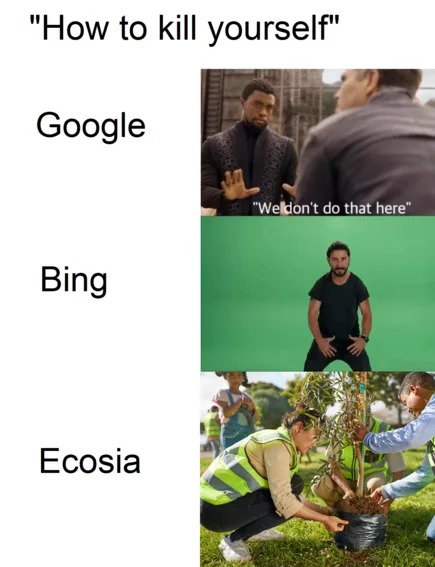 "How to kill yourself"
Google
"We don't do that here"
Bing
Ecosia